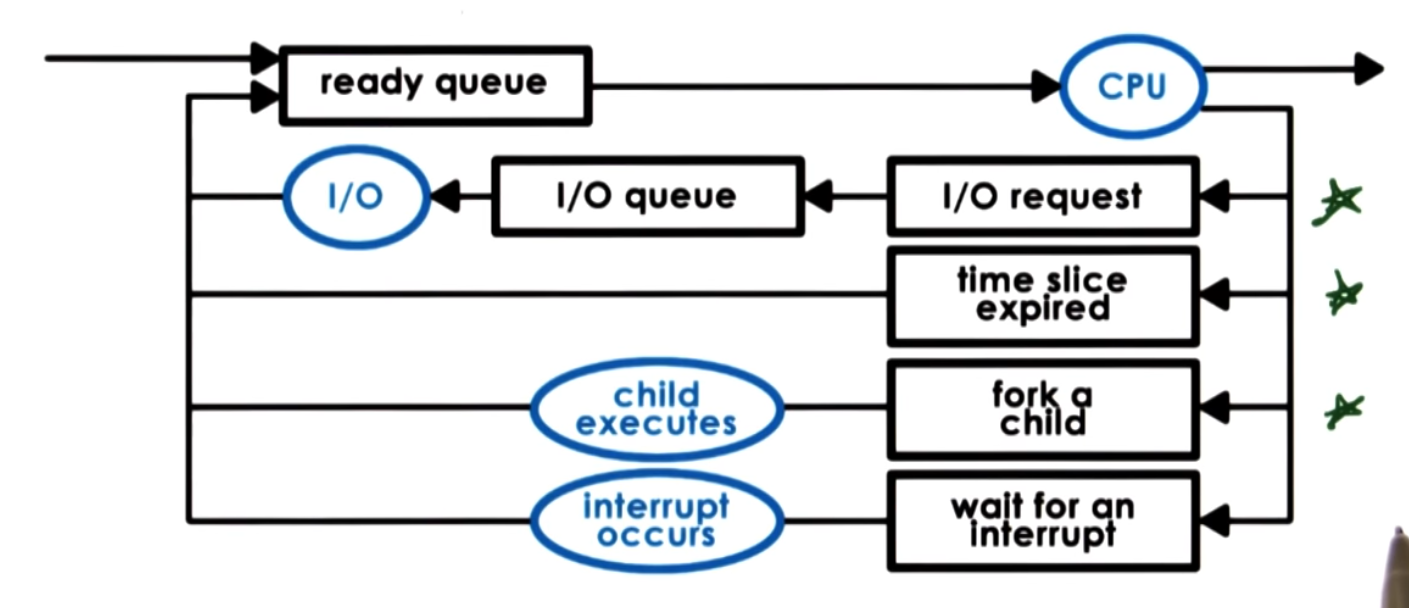 ready queue
CPU
I/O
I/O queue
I/O request
time slice
expired
child
executes
fork a
child
interrupt
occurs
wait for an
interrupt